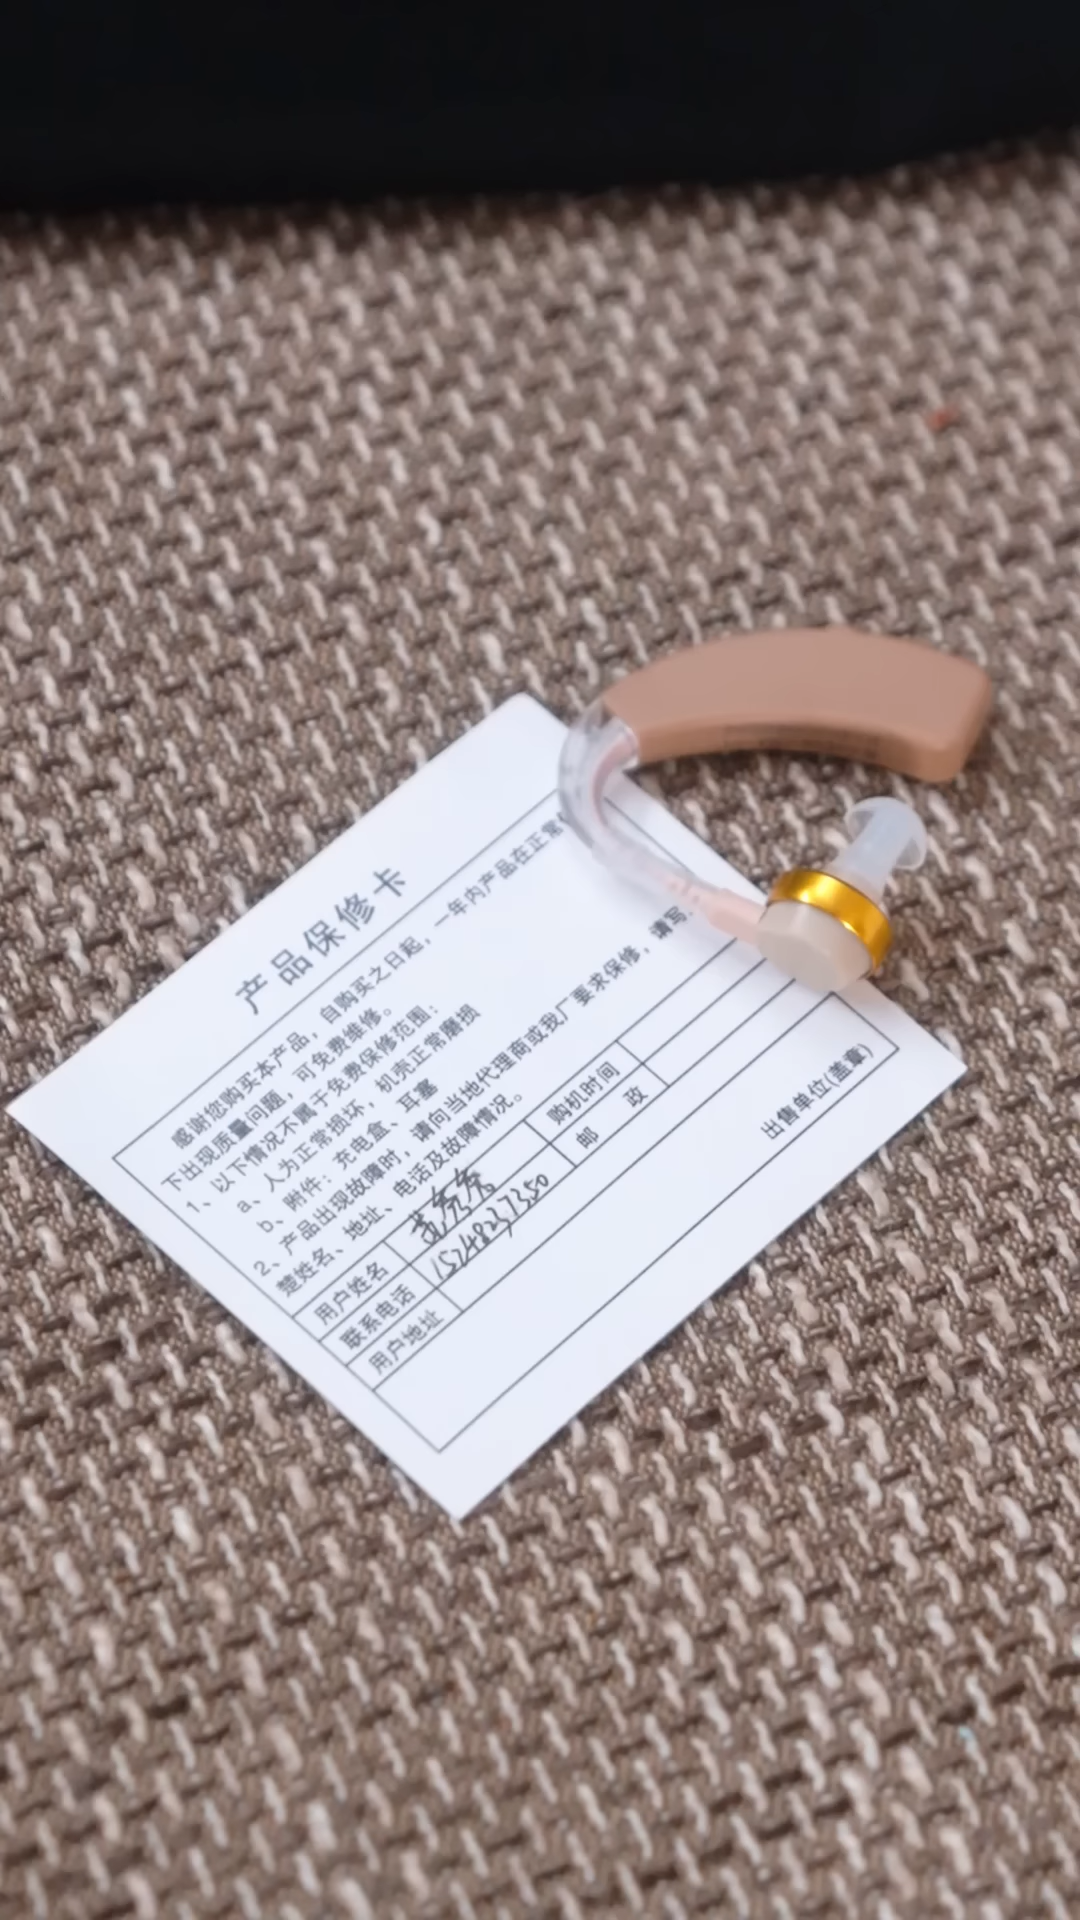 产品保修卡
感谢您购买本产品，自购买之日起，一年内产品在正常
下出现质量问题，可免费维修。
1、以下情况不属于免费保修范围：
a、人为正常损坏，机壳正常磨损
b、附件：充电盒、耳塞
2、产品出现故障时，请向当地代理商或我厂要求保修，请写
楚姓名、地址、电话及故障情况。
用户姓名 购机时间
联系电话 15248237350 邮 政
用户地址
出售单位(盖章)